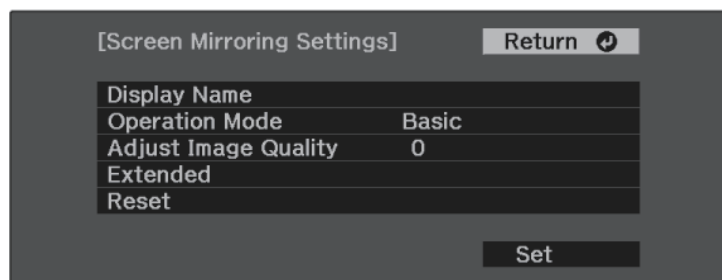 [Screen Mirroring Settings] Return
Display Name
Operation Mode Basic
Adjust Image Quality 0
Extended
Reset
Set